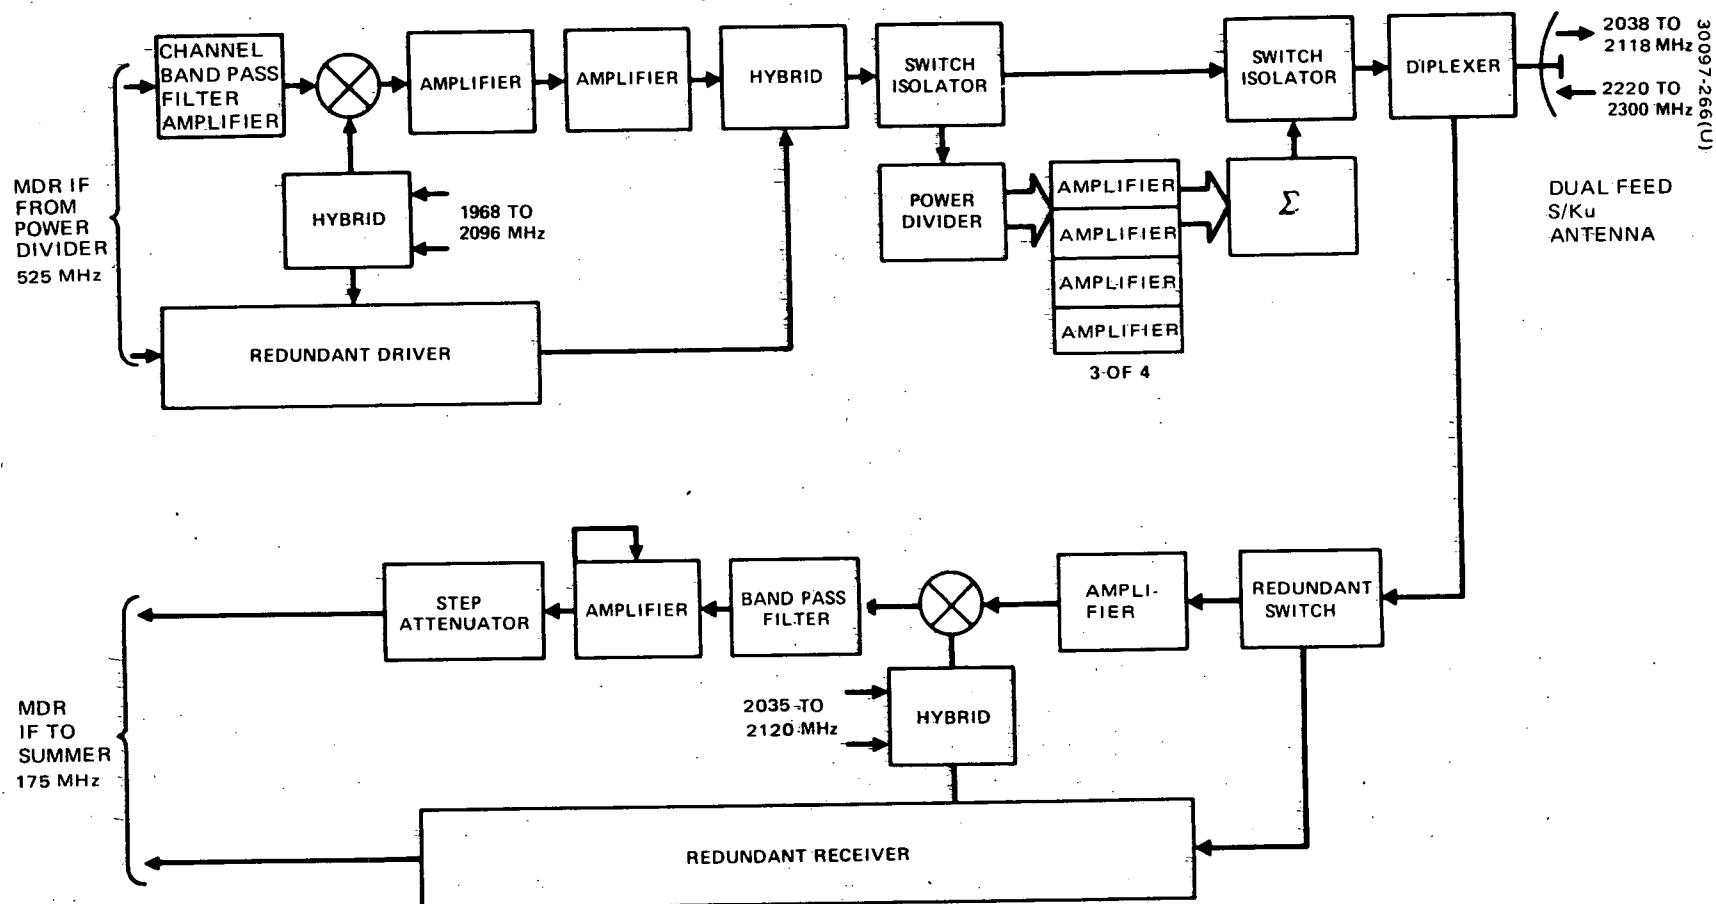 CHANNEL
BAND PASS
FILTER
AMPLIFIER
AMPLIFIER
AMPLIFIER
HYBRID
SWITCH
ISOLATOR
SWITCH
ISOLATOR
DIPLEXER
2038 TO
2118 MHz
2220 TO
2300 MHz
30097-266(U)
MDR IF
FROM
POWER
DIVIDER
525 MHz
HYBRID
1968 TO
2096 MHz
POWER
DIVIDER
AMPLIFIER
AMPLIFIER
AMPLIFIER
AMPLIFIER
3 OF 4
Σ
DUAL FEED
S/Ku
ANTENNA
REDUNDANT DRIVER
STEP
ATTENUATOR
AMPLIFIER
BAND PASS
FILTER
AMPLI-
FIER
REDUNDANT
SWITCH
MDR
IF TO
SUMMER
175 MHz
2035 TO
2120 MHz
HYBRID
REDUNDANT RECEIVER